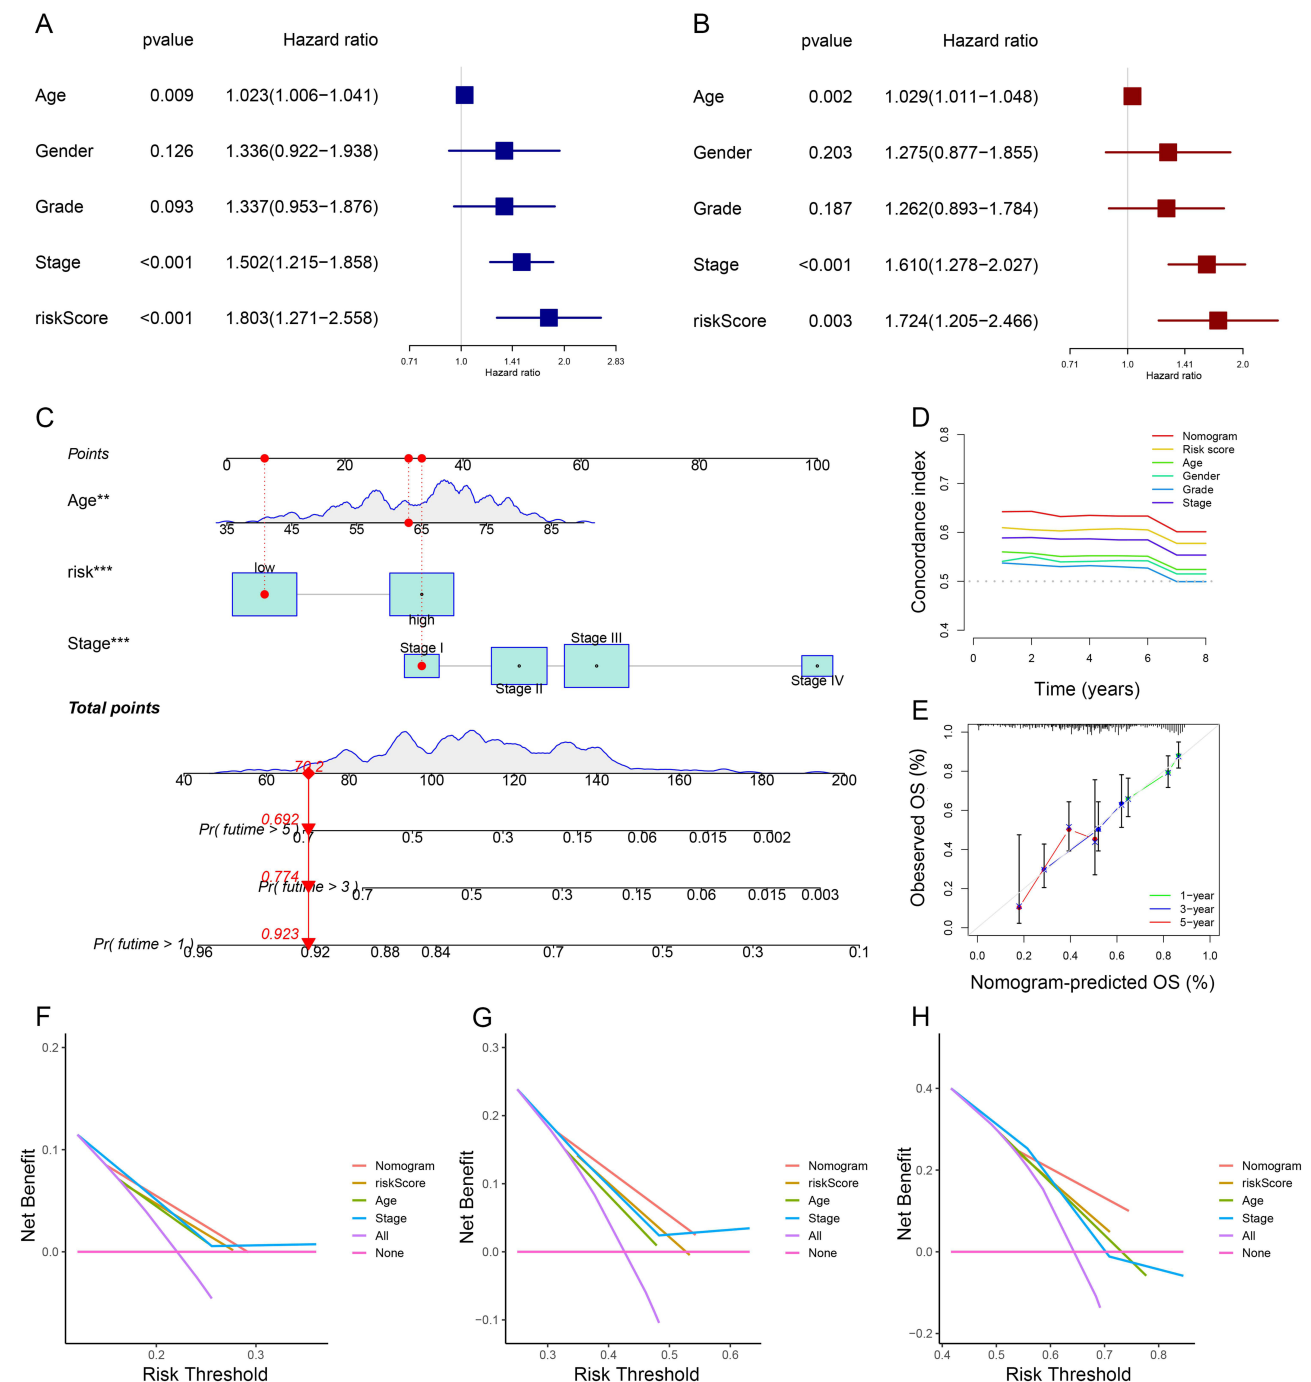 A
pvalue Hazard ratio
Age 0.009 1.023(1.006−1.041)
Gender 0.126 1.336(0.922−1.938)
Grade 0.093 1.337(0.953−1.876)
Stage <0.001 1.502(1.215−1.858)
riskScore <0.001 1.803(1.271−2.558)
0.71 1.0 1.41 2.0 2.83
Hazard ratio
B
pvalue Hazard ratio
Age 0.002 1.029(1.011−1.048)
Gender 0.203 1.275(0.877−1.855)
Grade 0.187 1.262(0.893−1.784)
Stage <0.001 1.610(1.278−2.027)
riskScore 0.003 1.724(1.205−2.466)
0.71 1.0 1.41 2.0
Hazard ratio
C
Points
0 20 40 60 80 100
Age**
35 45 55 65 75 85
risk***
low
high
Stage***
Stage I
Stage II
Stage III
Stage IV
Total points
70.2
40 60 80 100 120 140 160 180 200
0.692
Pr( futime > 5 )
0.7 0.5 0.3 0.15 0.06 0.015 0.002
0.774
Pr( futime > 3 )
0.7 0.5 0.3 0.15 0.06 0.015 0.003
0.923
Pr( futime > 1 )
0.96 0.92 0.88 0.84 0.7 0.5 0.3 0.1
D
Concordance index
0.8
0.7
0.6
0.5
0.4
Nomogram
Risk score
Age
Gender
Grade
Stage
0 2 4 6 8
Time (years)
E
Obeserved OS (%)
1.0
0.8
0.6
0.4
0.2
0.0
1−year
3−year
5−year
0.0 0.2 0.4 0.6 0.8 1.0
Nomogram-predicted OS (%)
F
Net Benefit
0.2
0.1
0.0
Nomogram
riskScore
Age
Stage
All
None
0.2 0.3
Risk Threshold
G
Net Benefit
0.3
0.2
0.1
0.0
−0.1
Nomogram
riskScore
Age
Stage
All
None
0.3 0.4 0.5 0.6
Risk Threshold
H
Net Benefit
0.4
0.2
0.0
−0.2
Nomogram
riskScore
Age
Stage
All
None
0.4 0.5 0.6 0.7 0.8
Risk Threshold